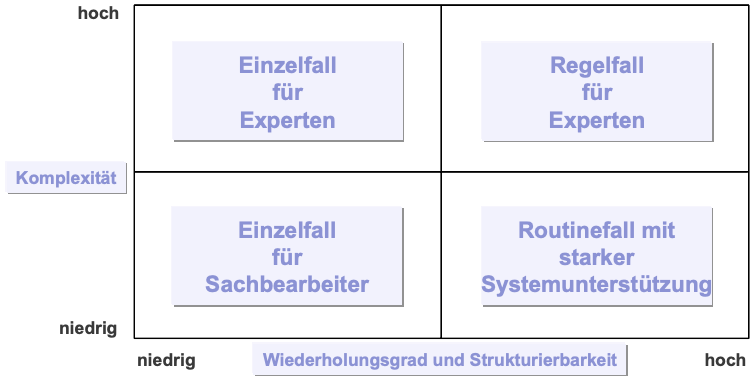 hoch
Einzelfall
für
Experten
Regelfall
für
Experten
Komplexität
Einzelfall
für
Sachbearbeiter
Routinefall mit
starker
Systemunterstützung
niedrig
niedrig
Wiederholungsgrad und Strukturierbarkeit
hoch